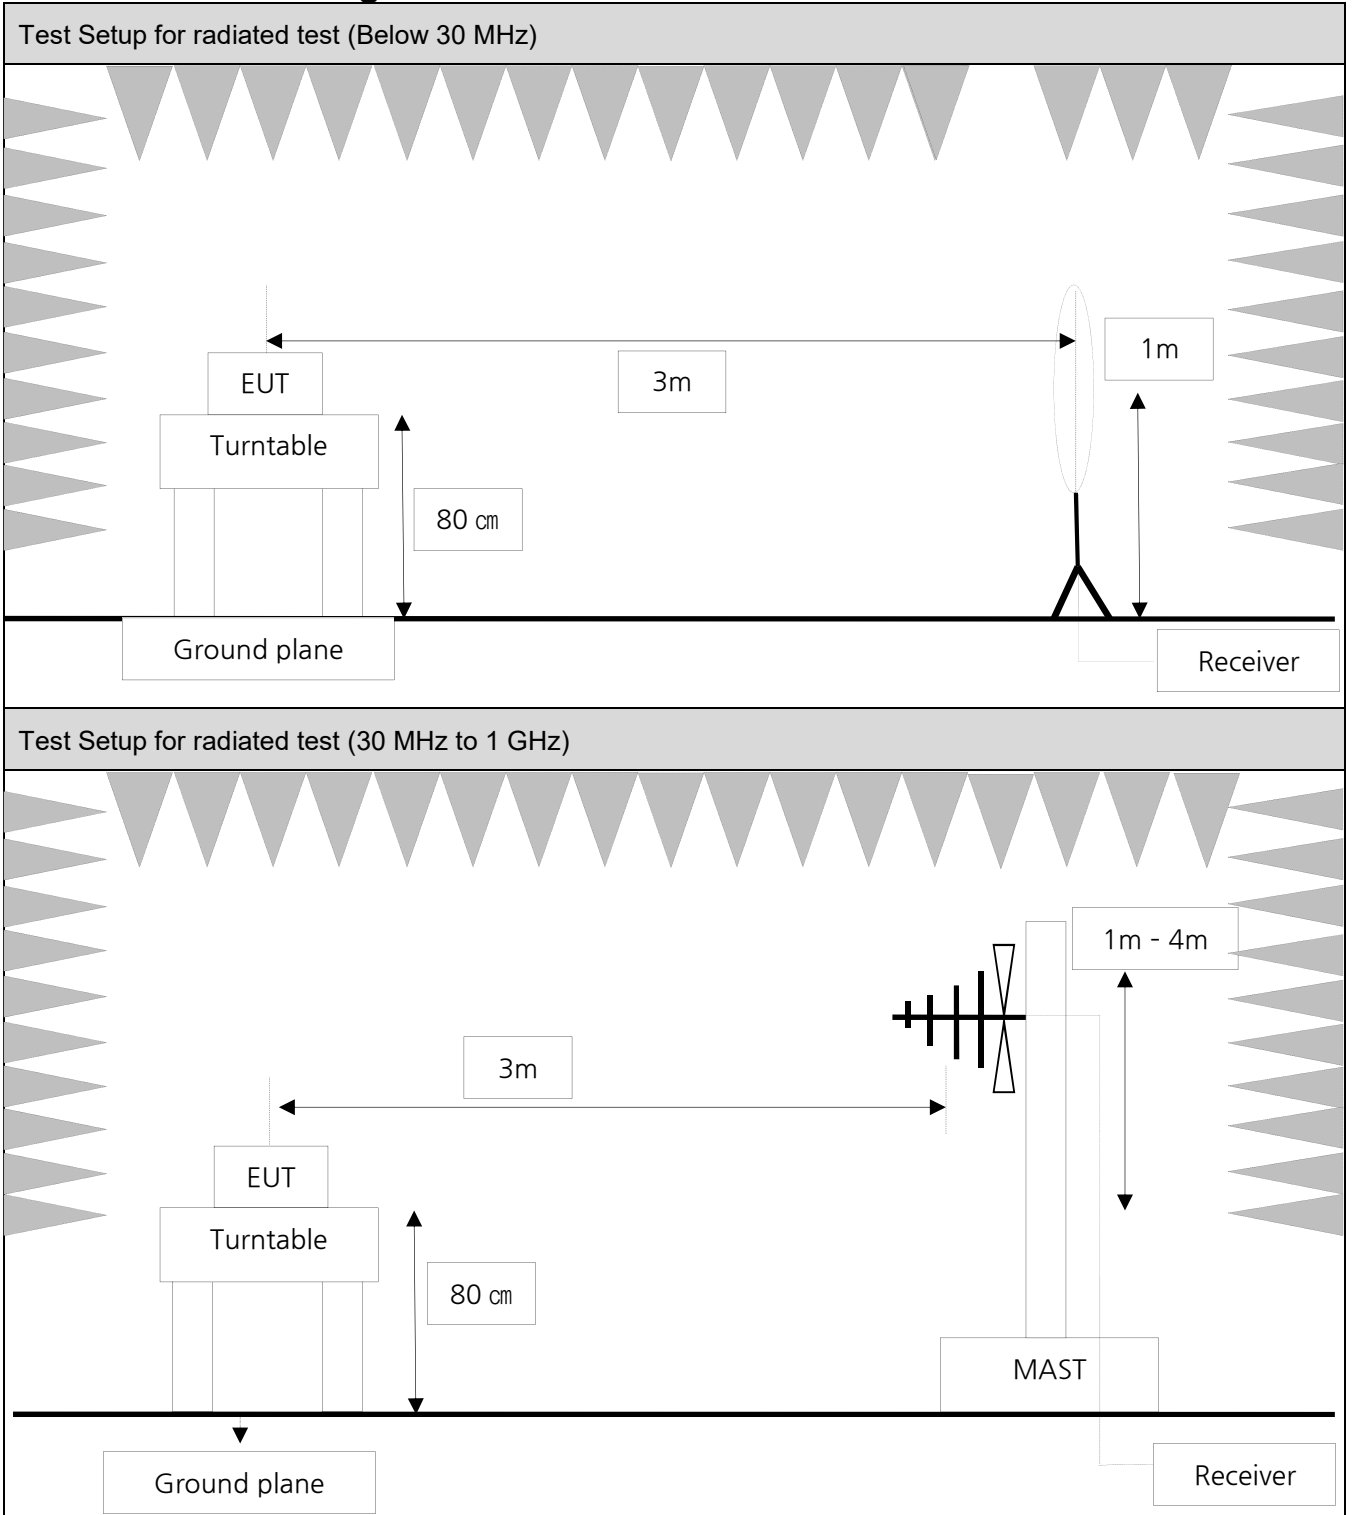 Test Setup for radiated test (Below 30 MHz)
1m
3m
EUT
Turntable
80 ㎝
Ground plane
Receiver
Test Setup for radiated test (30 MHz to 1 GHz)
1m - 4m
3m
EUT
Turntable
80 ㎝
MAST
Ground plane
Receiver